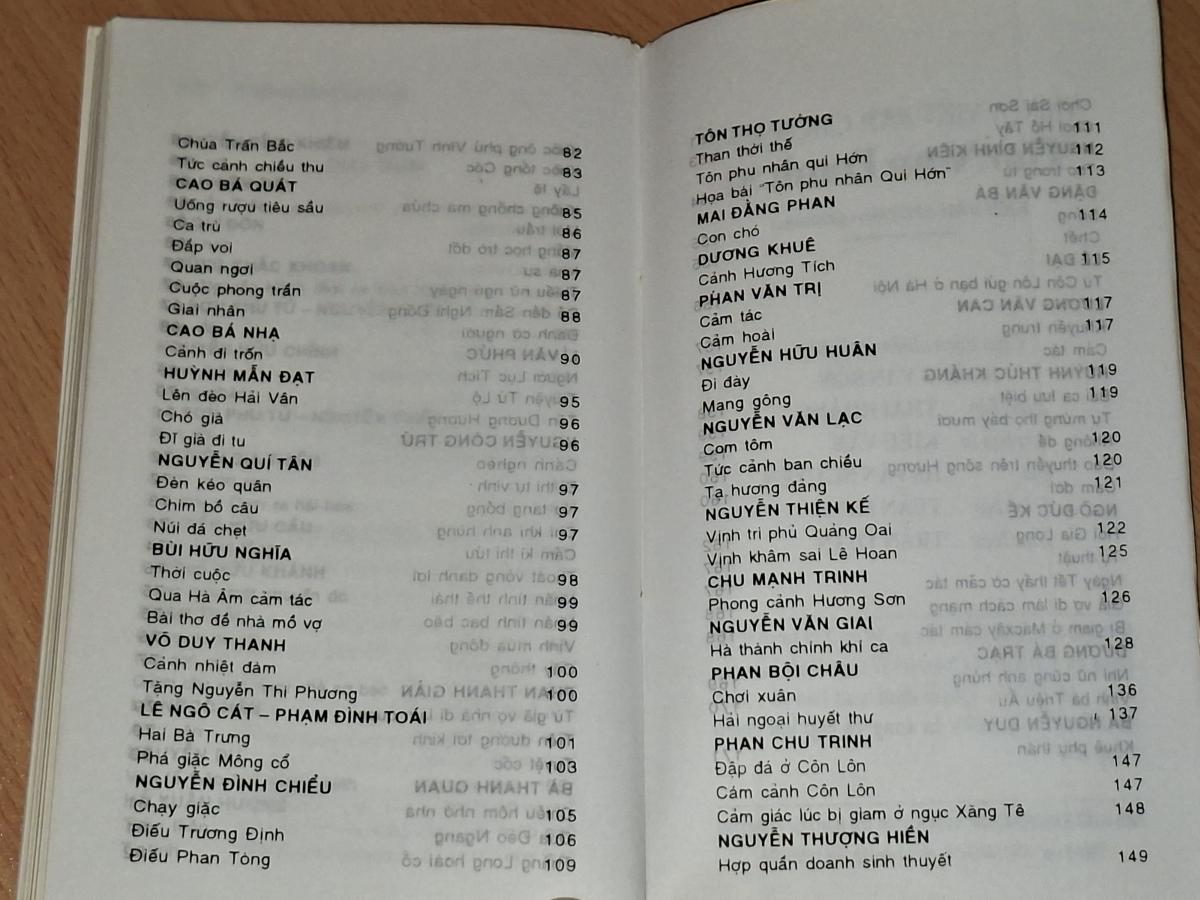 Chùa Trấn Bắc 82
Tức cảnh chiều thu 83
CAO BÁ QUÁT
Uống rượu tiêu sầu 85
Ca trù 86
Đắp voi 87
Quan ngơi 87
Cuộc phong trần 87
Giai nhân 88
CAO BÁ NHẠ
Cảnh đi trốn 90
HUỲNH MẪN ĐẠT
Lên đèo Hải Vân 95
Chó già 96
Đĩ già đi tu 96
NGUYỄN QUÍ TÂN
Đèn kéo quân 97
Chim bồ câu 97
Núi đá chẹt 97
BÙI HỮU NGHĨA
Thời cuộc 98
Qua Hà Âm cảm tác 99
Bài thơ đề nhà mồ vợ 99
VÕ DUY THANH
Cảnh nhiệt đàm 100
Tặng Nguyễn Thi Phương 100
LÊ NGÔ CÁT – PHẠM ĐÌNH TOÁI
Hai Bà Trưng 101
Phá giặc Mông cổ 103
NGUYỄN ĐÌNH CHIỂU
Chạy giặc 105
Điếu Trương Định 106
Điếu Phan Tòng 109
TÔN THỌ TƯỜNG
Than thời thế 111
Tôn phu nhân qui Hớn 112
Họa bài "Tôn phu nhân Qui Hớn" 113
MAI ĐẰNG PHAN
Con chó 114
DƯƠNG KHUÊ
Cảnh Hương Tích 115
PHAN VĂN TRỊ
Cảm tác 117
Cảm hoài 117
NGUYỄN HỮU HUÂN
Đi đày 119
Mang gông 119
NGUYỄN VĂN LẠC
Com tôm 120
Tức cảnh ban chiều 120
Tạ hương đảng 121
NGUYỄN THIỆN KẾ
Vịnh tri phủ Quảng Oai 122
Vịnh khâm sai Lê Hoan 125
CHU MẠNH TRINH
Phong cảnh Hương Sơn 126
NGUYỄN VĂN GIAI
Hà thành chính khí ca 128
PHAN BỘI CHÂU
Chơi xuân 136
Hải ngoại huyết thư 137
PHAN CHU TRINH
Đập đá ở Côn Lôn 147
Cám cảnh Côn Lôn 147
Cảm giác lúc bị giam ở ngục Xăng Tê 148
NGUYỄN THƯỢNG HIỀN
Hợp quần doanh sinh thuyết 149